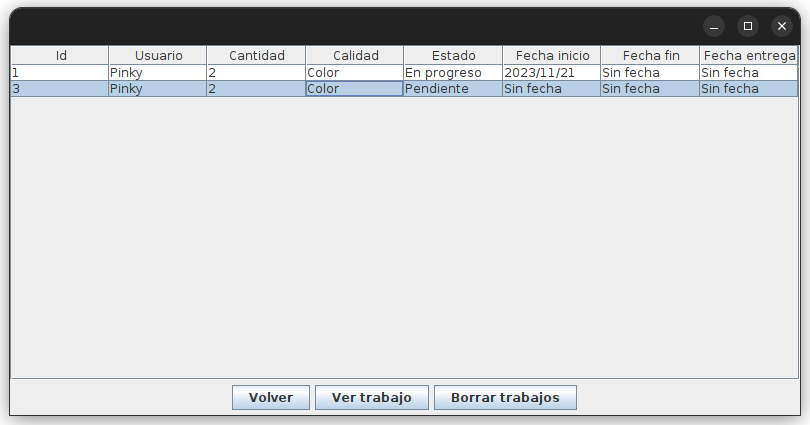 Id Usuario Cantidad Calidad Estado Fecha inicio Fecha fin Fecha entrega
1 Pinky 2 Color En progreso 2023/11/21 Sin fecha Sin fecha
3 Pinky 2 Color Pendiente Sin fecha Sin fecha Sin fecha
Volver Ver trabajo Borrar trabajos